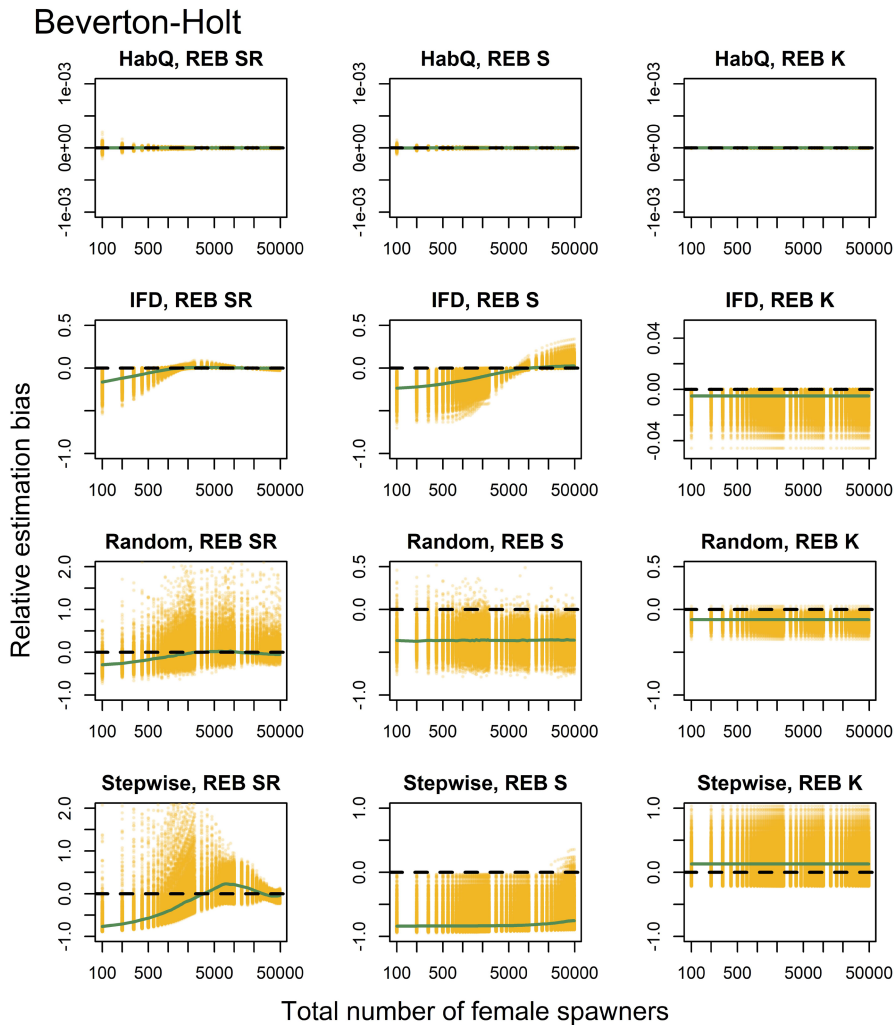 Beverton-Holt
HabQ, REB SR
HabQ, REB S
HabQ, REB K
1e-03
0e+00
-1e-03
100 500 5000 50000
1e-03
0e+00
-1e-03
100 500 5000 50000
1e-03
0e+00
-1e-03
100 500 5000 50000
IFD, REB SR
IFD, REB S
IFD, REB K
0.5
0.0
-1.0
100 500 5000 50000
0.5
0.0
-1.0
100 500 5000 50000
0.04
0.00
-0.04
100 500 5000 50000
Relative estimation bias
Random, REB SR
Random, REB S
Random, REB K
2.0
1.0
0.0
-1.0
100 500 5000 50000
0.5
0.0
-1.0
100 500 5000 50000
0.5
0.0
-1.0
100 500 5000 50000
Stepwise, REB SR
Stepwise, REB S
Stepwise, REB K
2.0
1.0
0.0
-1.0
100 500 5000 50000
1.0
0.0
-1.0
100 500 5000 50000
1.0
0.0
-1.0
100 500 5000 50000
Total number of female spawners